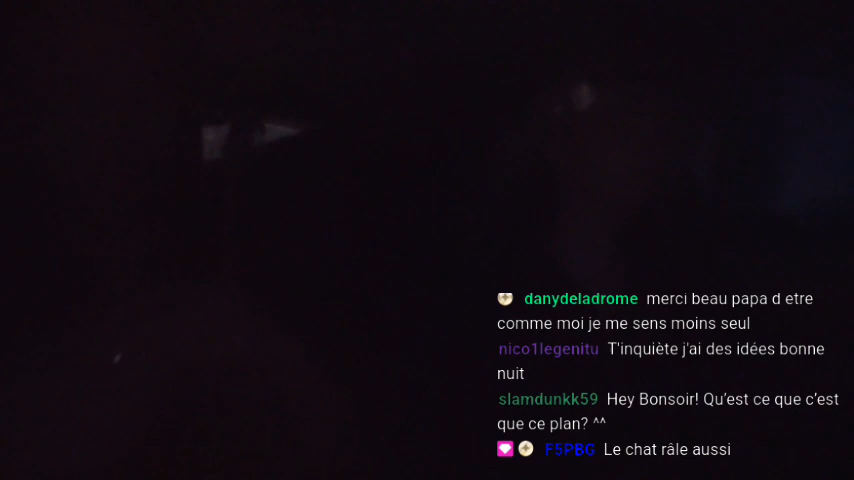 danydeladrome merci beau papa d etre
comme moi je me sens moins seul
nico1legenitu T'inquiète j'ai des idées bonne
nuit
slamdunkk59 Hey Bonsoir! Qu’est ce que c’est
que ce plan? ^^
F5PBG Le chat râle aussi